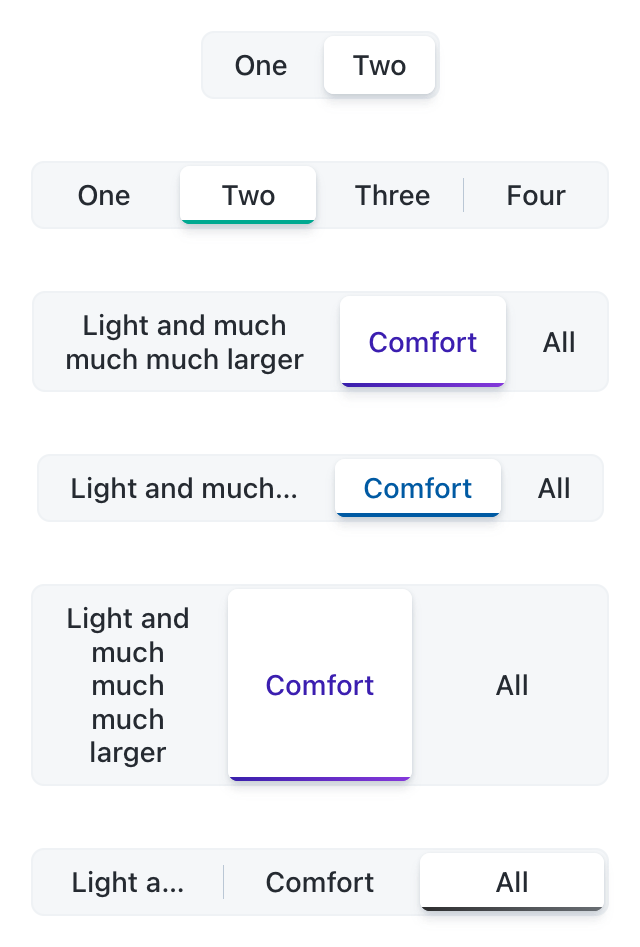 One Two
One Two Three Four
Light and much
much much larger
Comfort
All
Light and much... Comfort All
Light and
much
much
much
larger
Comfort
All
Light a... Comfort All